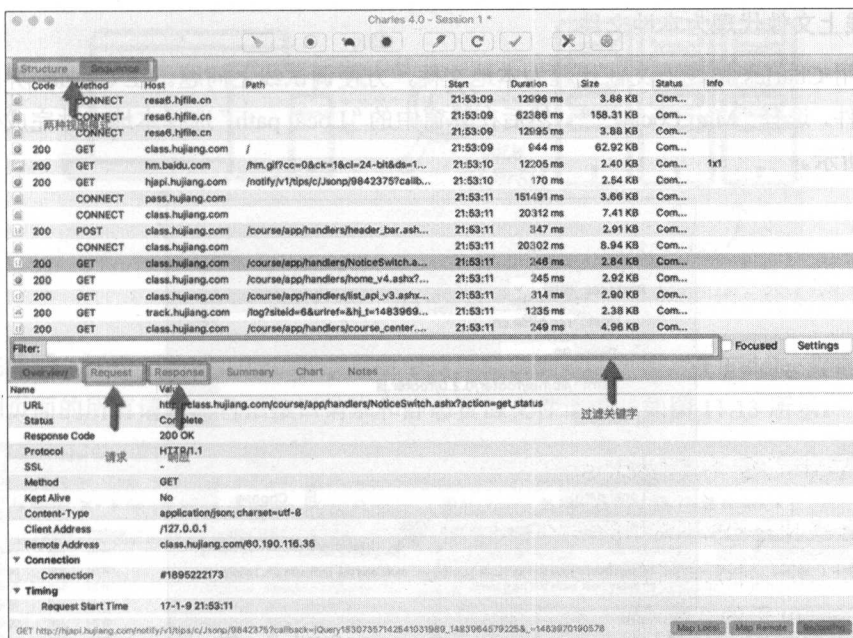 Charles 4.0 - Session 1 *
Structure Sequence
Code Method Host Path Start Duration Size Status Info
CONNECT resa6.hjfile.cn 21:53:09 12996 ms 3.88 KB Com...
CONNECT resa6.hjfile.cn 21:53:09 62386 ms 158.31 KB Com...
CONNECT resa6.hjfile.cn 21:53:09 12995 ms 3.88 KB Com...
200 GET class.hujiang.com / 21:53:09 944 ms 62.92 KB Com...
200 GET hm.baidu.com /hm.gif?cc=0&ck=1&cl=24-bit&ds=1... 21:53:10 12205 ms 2.40 KB Com... 1x1
200 GET hjapi.hujiang.com /notify/v1/tips/c/Jsonp/9842375?callb... 21:53:10 170 ms 2.54 KB Com...
CONNECT pass.hujiang.com 21:53:11 151491 ms 3.66 KB Com...
CONNECT class.hujiang.com 21:53:11 20312 ms 7.41 KB Com...
200 POST class.hujiang.com /course/app/handlers/header_bar.ash... 21:53:11 347 ms 2.91 KB Com...
CONNECT class.hujiang.com 21:53:11 20302 ms 8.94 KB Com...
200 GET class.hujiang.com /course/app/handlers/NoticeSwitch.a... 21:53:11 246 ms 2.84 KB Com...
200 GET class.hujiang.com /course/app/handlers/home_v4.ashx?... 21:53:11 245 ms 2.92 KB Com...
200 GET class.hujiang.com /course/app/handlers/list_api_v3.ashx... 21:53:11 314 ms 2.90 KB Com...
200 GET track.hujiang.com /log?siteid=6&urlref=&hj_t=1483969... 21:53:11 1235 ms 2.38 KB Com...
200 GET class.hujiang.com /course/app/handlers/course_center.... 21:53:11 249 ms 4.96 KB Com...
Filter: Focused Settings
Overview Request Response Summary Chart Notes
Name Value
URL http://class.hujiang.com/course/app/handlers/NoticeSwitch.ashx?action=get_status
过滤关键字
Status Complete
Response Code 200 OK
Protocol HTTP/1.1
请求 响应
SSL -
Method GET
Kept Alive No
Content-Type application/json; charset=utf-8
Client Address /127.0.0.1
Remote Address class.hujiang.com/60.190.116.35
Connection
Connection #1895222173
Timing
Request Start Time 17-1-9 21:53:11
GET http://hjapi.hujiang.com/notify/v1/tips/c/Jsonp/9842375?callback=jQuery18307357142541031989_1483964579225&_=1483970190578 Map Local Map Remote